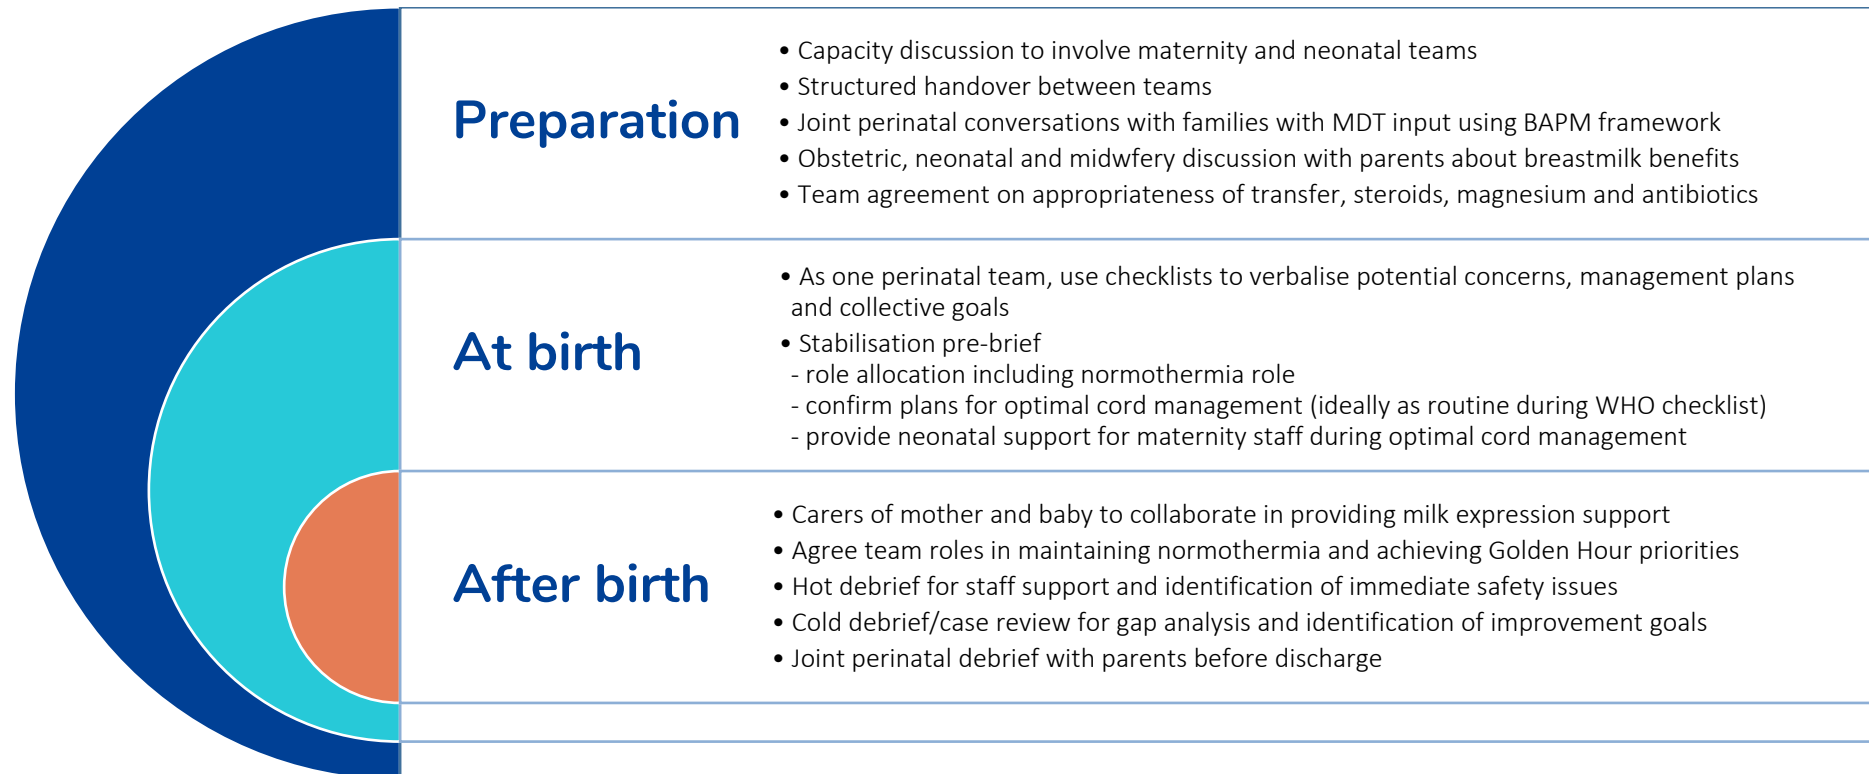 Preparation
• Capacity discussion to involve maternity and neonatal teams
• Structured handover between teams
• Joint perinatal conversations with families with MDT input using BAPM framework
• Obstetric, neonatal and midwfery discussion with parents about breastmilk benefits
• Team agreement on appropriateness of transfer, steroids, magnesium and antibiotics
At birth
• As one perinatal team, use checklists to verbalise potential concerns, management plans
and collective goals
• Stabilisation pre-brief
- role allocation including normothermia role
- confirm plans for optimal cord management (ideally as routine during WHO checklist)
- provide neonatal support for maternity staff during optimal cord management
After birth
• Carers of mother and baby to collaborate in providing milk expression support
• Agree team roles in maintaining normothermia and achieving Golden Hour priorities
• Hot debrief for staff support and identification of immediate safety issues
• Cold debrief/case review for gap analysis and identification of improvement goals
• Joint perinatal debrief with parents before discharge